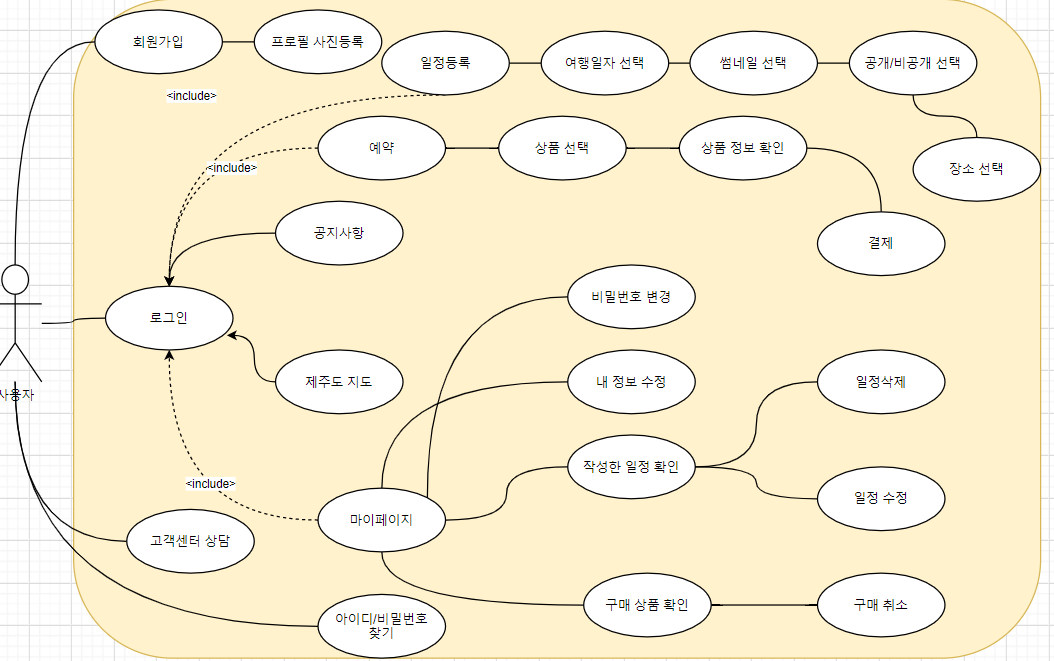 회원가입
프로필 사진등록
일정등록
여행일자 선택
썸네일 선택
공개/비공개 선택
<include>
예약
상품 선택
상품 정보 확인
<include>
장소 선택
공지사항
결제
비밀번호 변경
로그인
제주도 지도
내 정보 수정
일정삭제
사용자
작성한 일정 확인
<include>
일정 수정
마이페이지
고객센터 상담
구매 상품 확인
구매 취소
아이디/비밀번호
찾기